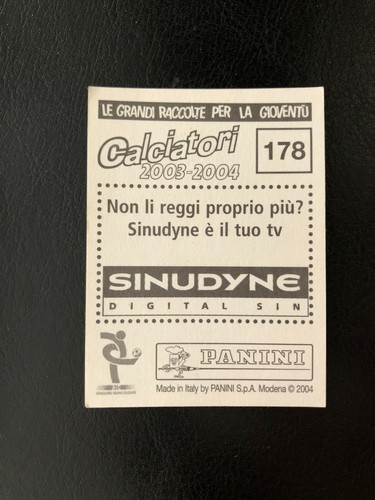 LE GRANDI RACCOLTE PER LA GIOVENTÙ
Calciatori
2003-2004
178
Non li reggi proprio più?
Sinudyne è il tuo tv
SINUDYNE
DIGITAL SIN
PANINI
Made in Italy by PANINI S.p.A. Modena © 2004